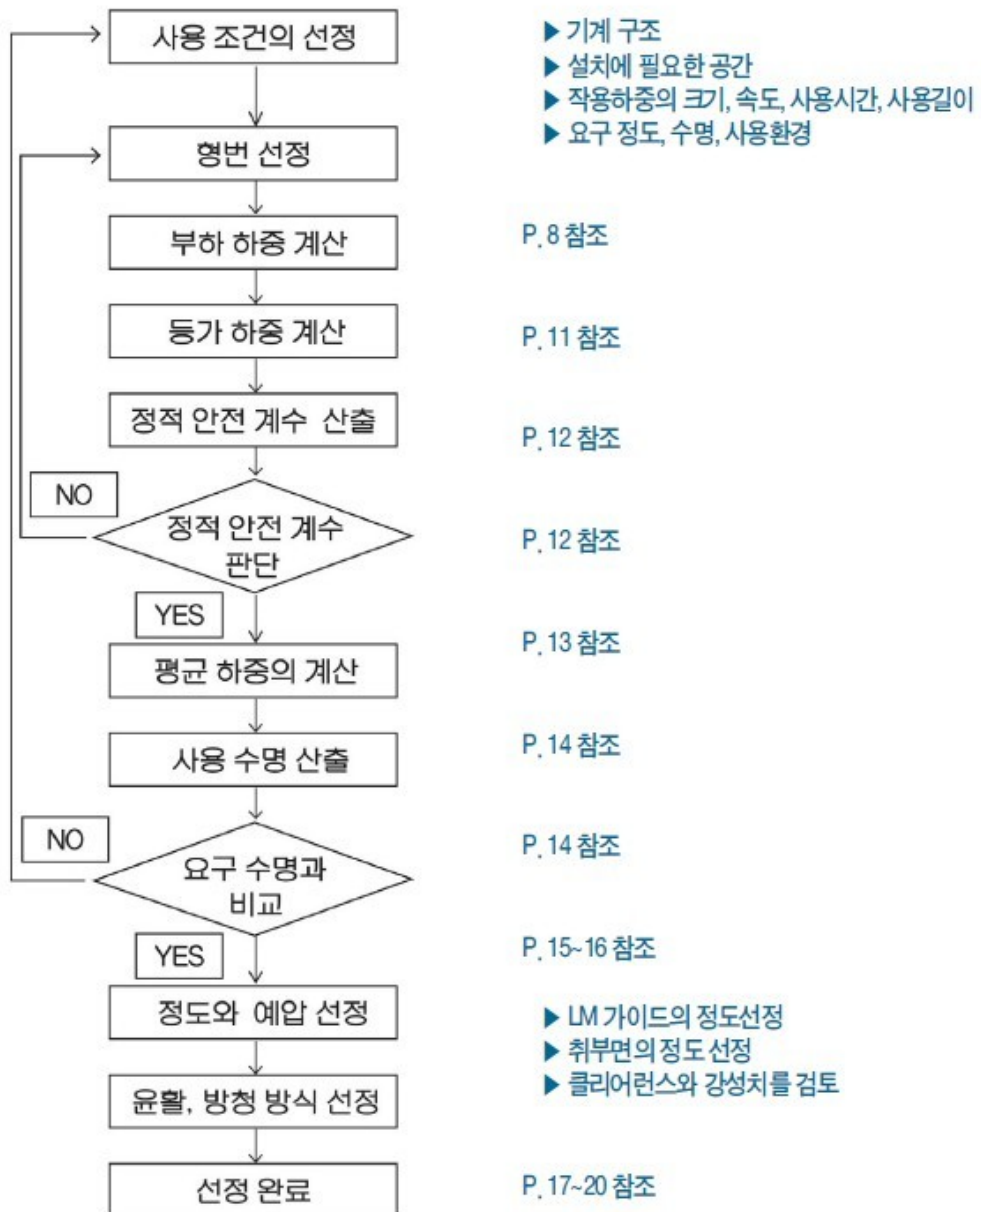 사용 조건의 선정
▶ 기계 구조
▶ 설치에 필요한 공간
▶ 작용하중의 크기, 속도, 사용시간, 사용길이
▶ 요구 정도, 수명, 사용환경
형번 선정
부하 하중 계산
P. 8 참조
등가 하중 계산
P. 11 참조
정적 안전 계수 산출
P. 12 참조
NO
정적 안전 계수
판단
P. 12 참조
YES
평균 하중의 계산
P. 13 참조
사용 수명 산출
P. 14 참조
NO
요구 수명과
비교
P. 14 참조
YES
P. 15~16 참조
정도와 예압 선정
▶ LM 가이드의 정도선정
▶ 취부면의 정도 선정
▶ 클리어런스와 강성치를 검토
윤활, 방청 방식 선정
선정 완료
P. 17~20 참조